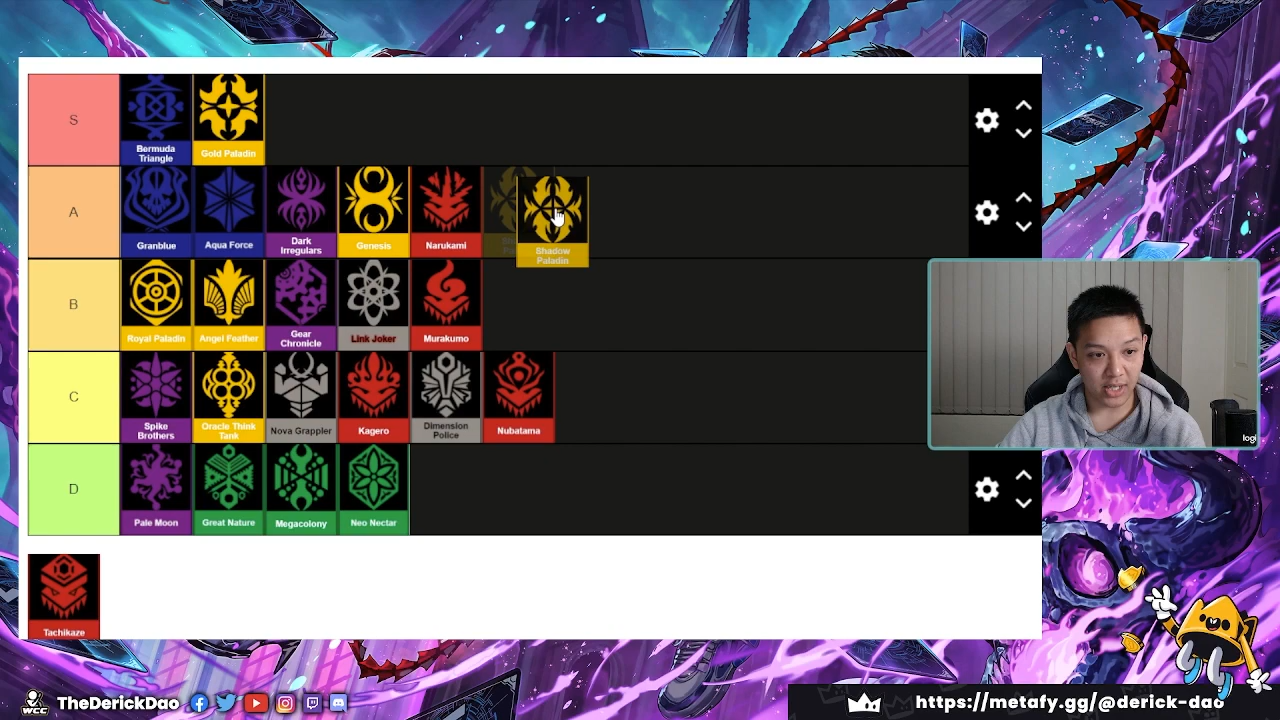 S
Bermuda
Triangle
Gold Paladin
A
Granblue
Aqua Force
Dark
Irregulars
Genesis
Narukami
Shadow
Paladin
B
Royal Paladin
Angel Feather
Gear
Chronicle
Link Joker
Murakumo
C
Spike
Brothers
Oracle Think
Tank
Nova Grappler
Kagero
Dimension
Police
Nubatama
logi
D
Pale Moon
Great Nature
Megacolony
Neo Nectar
Tachikaze
WCC
TheDerickDao
https://metafy.gg/@derick-dao